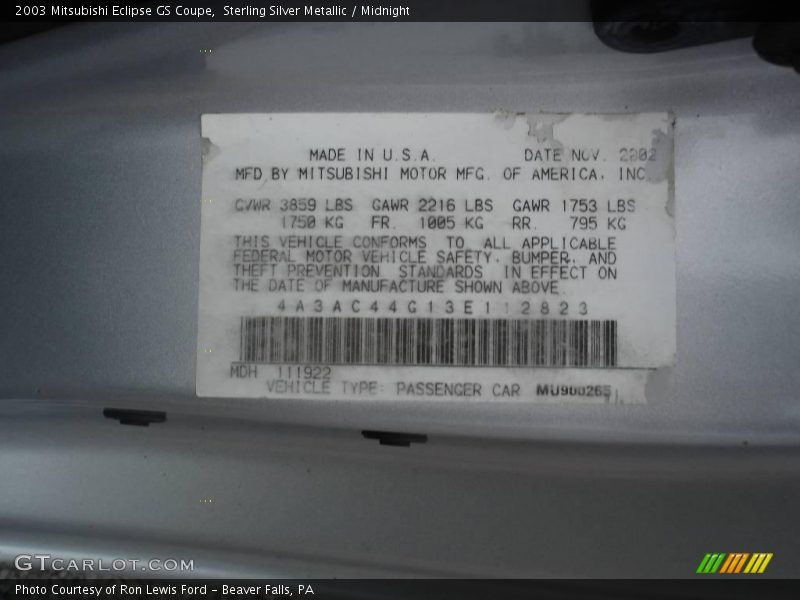 2003 Mitsubishi Eclipse GS Coupe,  Sterling Silver Metallic / Midnight
MADE IN U.S.A. DATE NOV. 2002
MFD BY MITSUBISHI MOTOR MFG. OF AMERICA, INC.
GVWR 3859 LBS GAWR 2216 LBS GAWR 1753 LBS
1750 KG FR. 1005 KG RR. 795 KG
THIS VEHICLE CONFORMS TO ALL APPLICABLE
FEDERAL MOTOR VEHICLE SAFETY, BUMPER, AND
THEFT PREVENTION STANDARDS IN EFFECT ON
THE DATE OF MANUFACTURE SHOWN ABOVE.
4A3AC44G13E112823
MDH 111922
VEHICLE TYPE: PASSENGER CAR MU900265
GTCARLOT.COM
Photo Courtesy of Ron Lewis Ford - Beaver Falls, PA